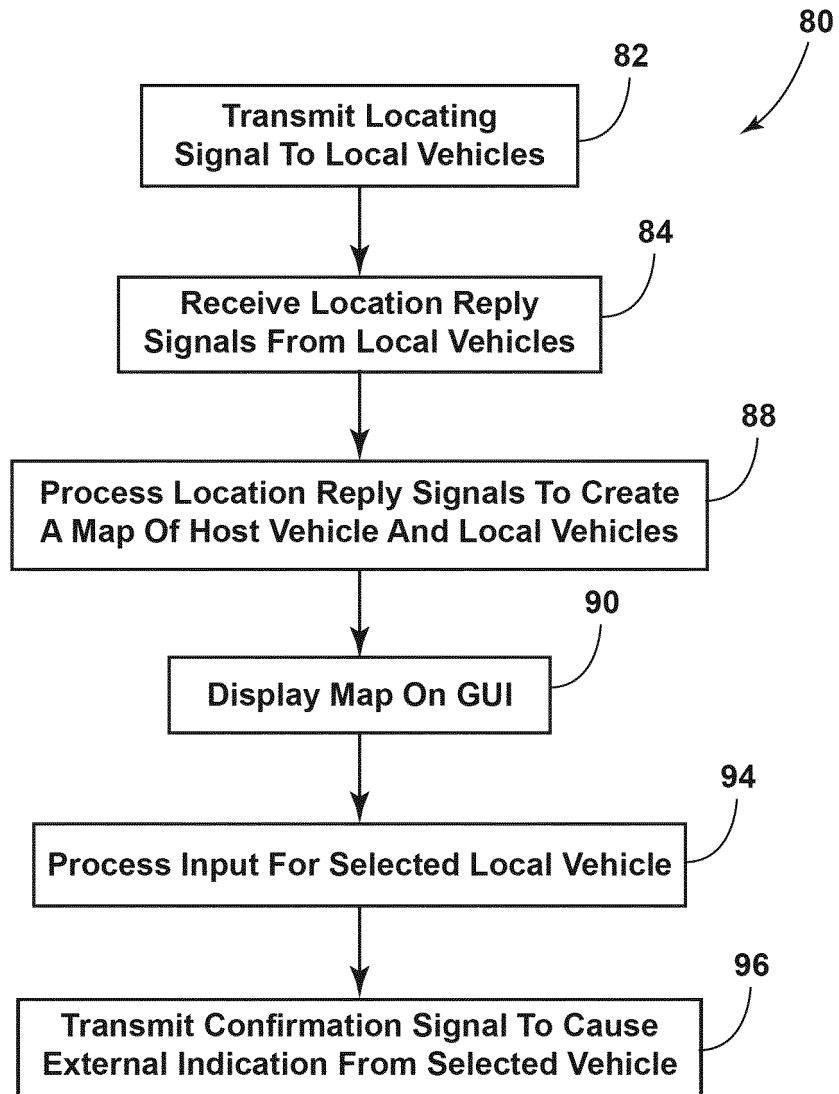 80
82
Transmit Locating
Signal To Local Vehicles
84
Receive Location Reply
Signals From Local Vehicles
88
Process Location Reply Signals To Create
A Map Of Host Vehicle And Local Vehicles
90
Display Map On GUI
94
Process Input For Selected Local Vehicle
96
Transmit Confirmation Signal To Cause
External Indication From Selected Vehicle